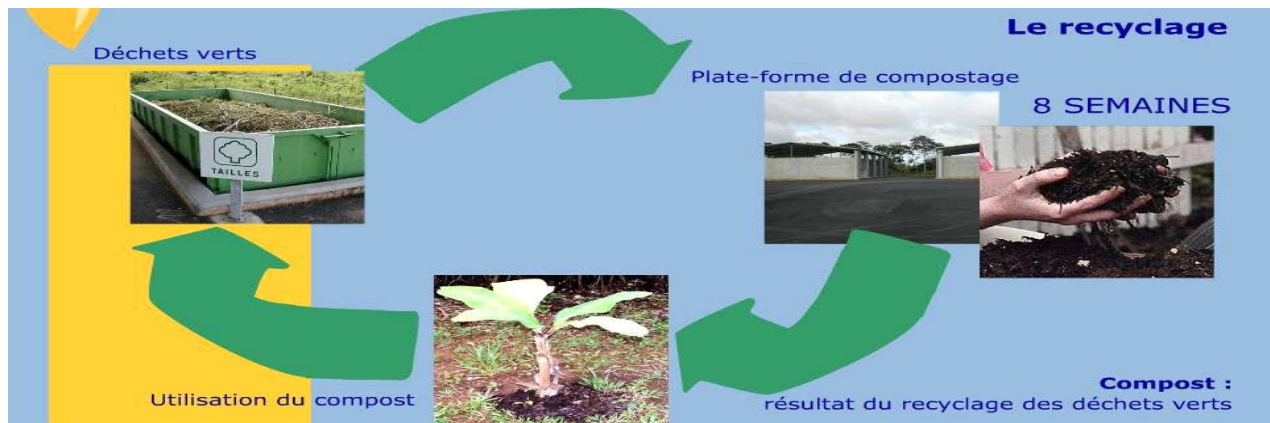 Le recyclage
Déchets verts
Plate-forme de compostage
8 SEMAINES
TAILLES
Utilisation du compost
Compost :
résultat du recyclage des déchets verts